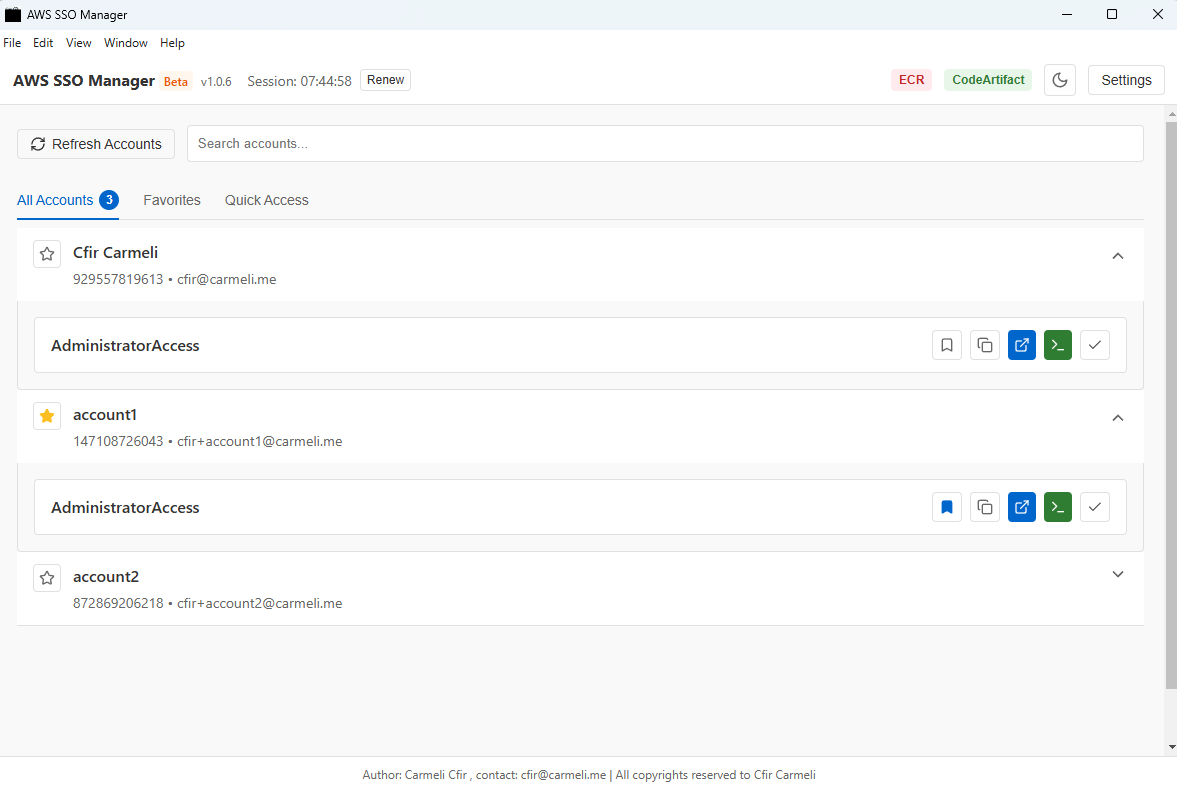 AWS SSO Manager
File Edit View Window Help
AWS SSO Manager Beta v1.0.6 Session: 07:44:58 Renew ECR CodeArtifact Settings
Refresh Accounts Search accounts...
All Accounts 3 Favorites Quick Access
Cfir Carmeli
929557819613 • cfir@carmeli.me
AdministratorAccess
account1
147108726043 • cfir+account1@carmeli.me
AdministratorAccess
account2
872869206218 • cfir+account2@carmeli.me
Author: Carmeli Cfir , contact: cfir@carmeli.me | All copyrights reserved to Cfir Carmeli